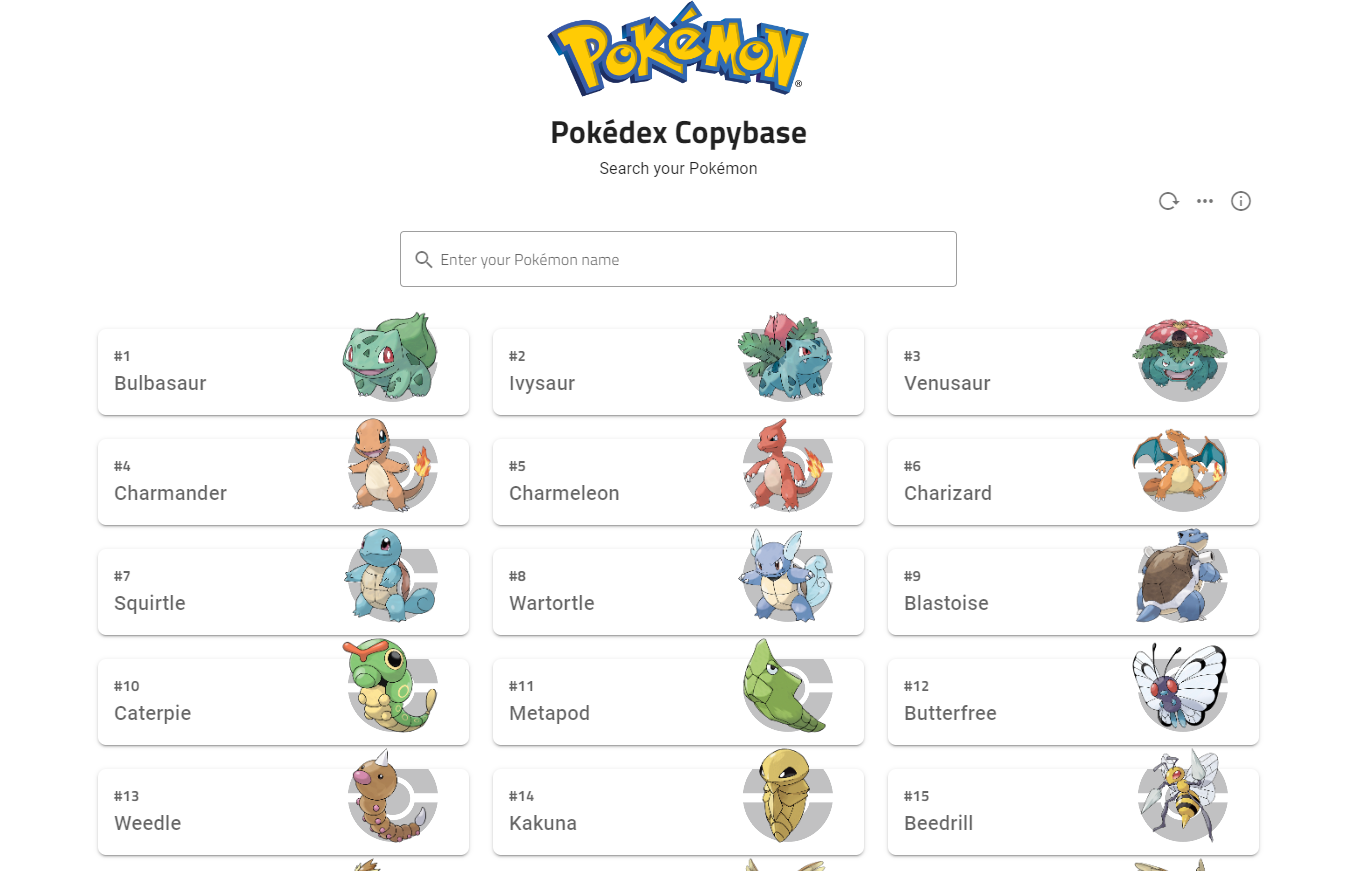 POKéMON®
Pokédex Copybase
Search your Pokémon
Enter your Pokémon name
#1
Bulbasaur
#2
Ivysaur
#3
Venusaur
#4
Charmander
#5
Charmeleon
#6
Charizard
#7
Squirtle
#8
Wartortle
#9
Blastoise
#10
Caterpie
#11
Metapod
#12
Butterfree
#13
Weedle
#14
Kakuna
#15
Beedrill